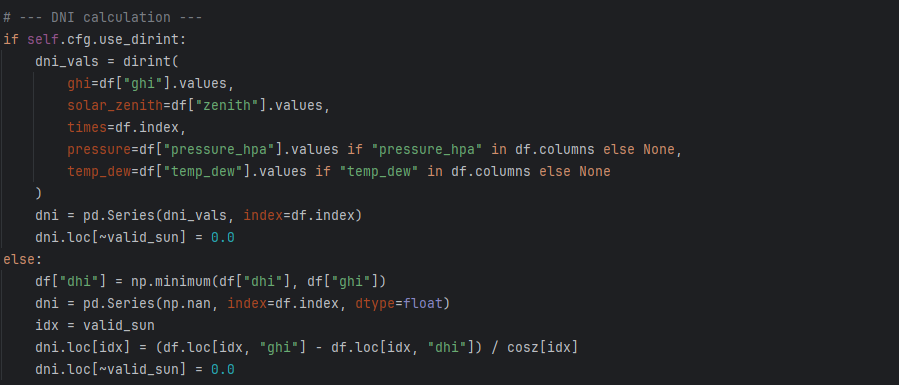 # --- DNI calculation ---
if self.cfg.use_dirint:
    dni_vals = dirint(
        ghi=df["ghi"].values,
        solar_zenith=df["zenith"].values,
        times=df.index,
        pressure=df["pressure_hpa"].values if "pressure_hpa" in df.columns else None,
        temp_dew=df["temp_dew"].values if "temp_dew" in df.columns else None
    )
    dni = pd.Series(dni_vals, index=df.index)
    dni.loc[~valid_sun] = 0.0
else:
    df["dhi"] = np.minimum(df["dhi"], df["ghi"])
    dni = pd.Series(np.nan, index=df.index, dtype=float)
    idx = valid_sun
    dni.loc[idx] = (df.loc[idx, "ghi"] - df.loc[idx, "dhi"]) / cosz[idx]
    dni.loc[~valid_sun] = 0.0